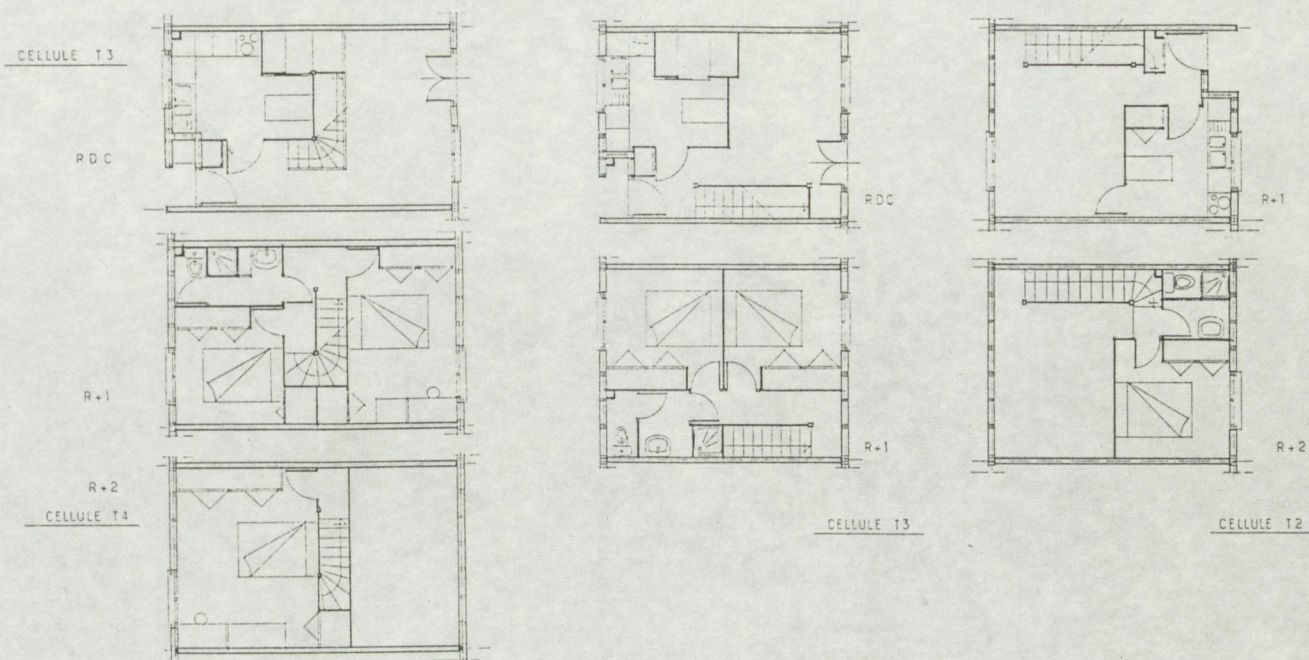 CELLULE T3
RDC
R+1
R+2
CELLULE T4
RDC
R+1
CELLULE T3
R+1
R+2
CELLULE T2